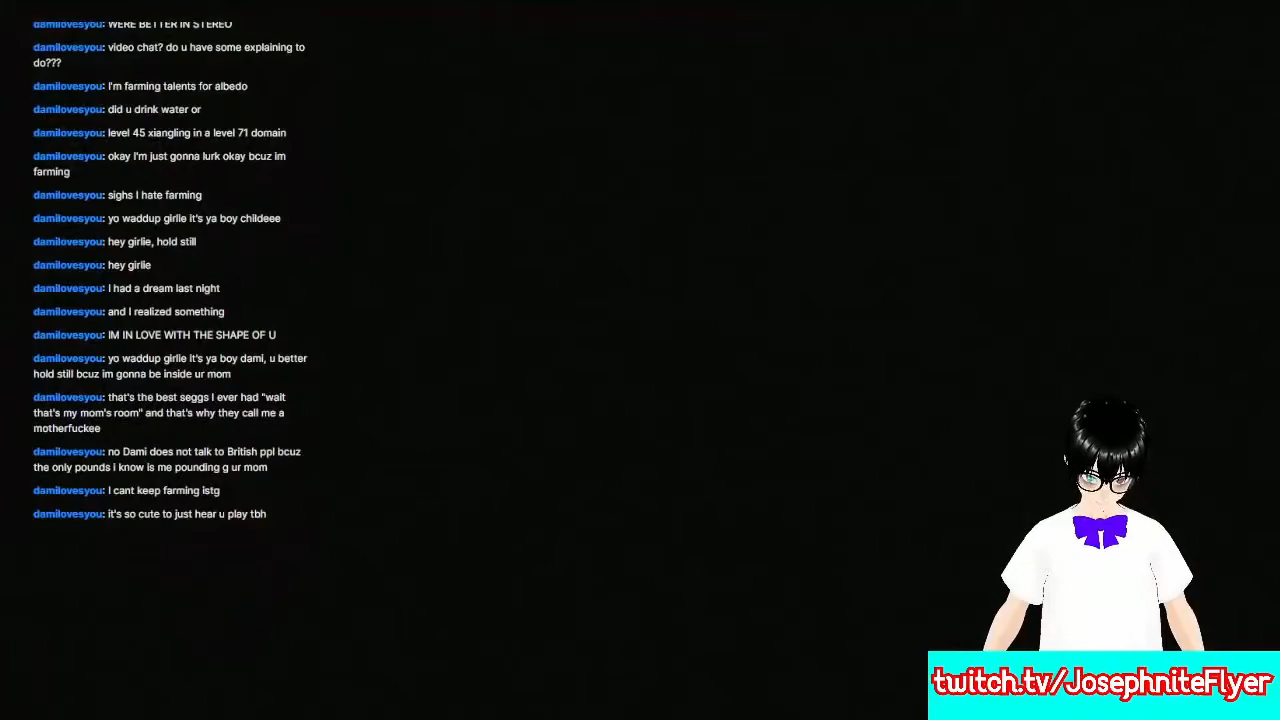 damilovesyou: WERE BETTER IN STEREO
damilovesyou: video chat? do u have some explaining to
do???
damilovesyou: I'm farming talents for albedo
damilovesyou: did u drink water or
damilovesyou: level 45 xiangling in a level 71 domain
damilovesyou: okay I'm just gonna lurk okay bcuz im
farming
damilovesyou: sighs I hate farming
damilovesyou: yo waddup girlie it's ya boy childeee
damilovesyou: hey girlie, hold still
damilovesyou: hey girlie
damilovesyou: I had a dream last night
damilovesyou: and I realized something
damilovesyou: IM IN LOVE WITH THE SHAPE OF U
damilovesyou: yo waddup girlie it's ya boy dami, u better
hold still bcuz im gonna be inside ur mom
damilovesyou: that's the best seggs I ever had "wait
that's my mom's room" and that's why they call me a
motherfuckee
damilovesyou: no Dami does not talk to British ppl bcuz
the only pounds i know is me pounding g ur mom
damilovesyou: I cant keep farming istg
damilovesyou: it's so cute to just hear u play tbh
twitch.tv/JosephniteFlyer